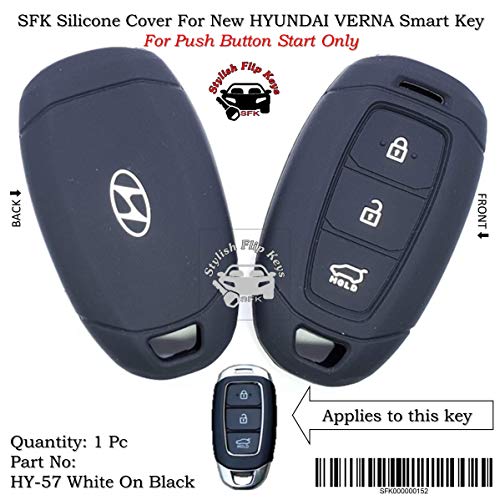 SFK Silicone Cover For New HYUNDAI VERNA Smart Key
For Push Button Start Only
Stylish Flip Keys
SFK
BACK
FRONT
HOLD
Stylish Flip Keys
SFK
HOLD
Applies to this key
Quantity: 1 Pc
Part No:
HY-57 White On Black
SFK000000152